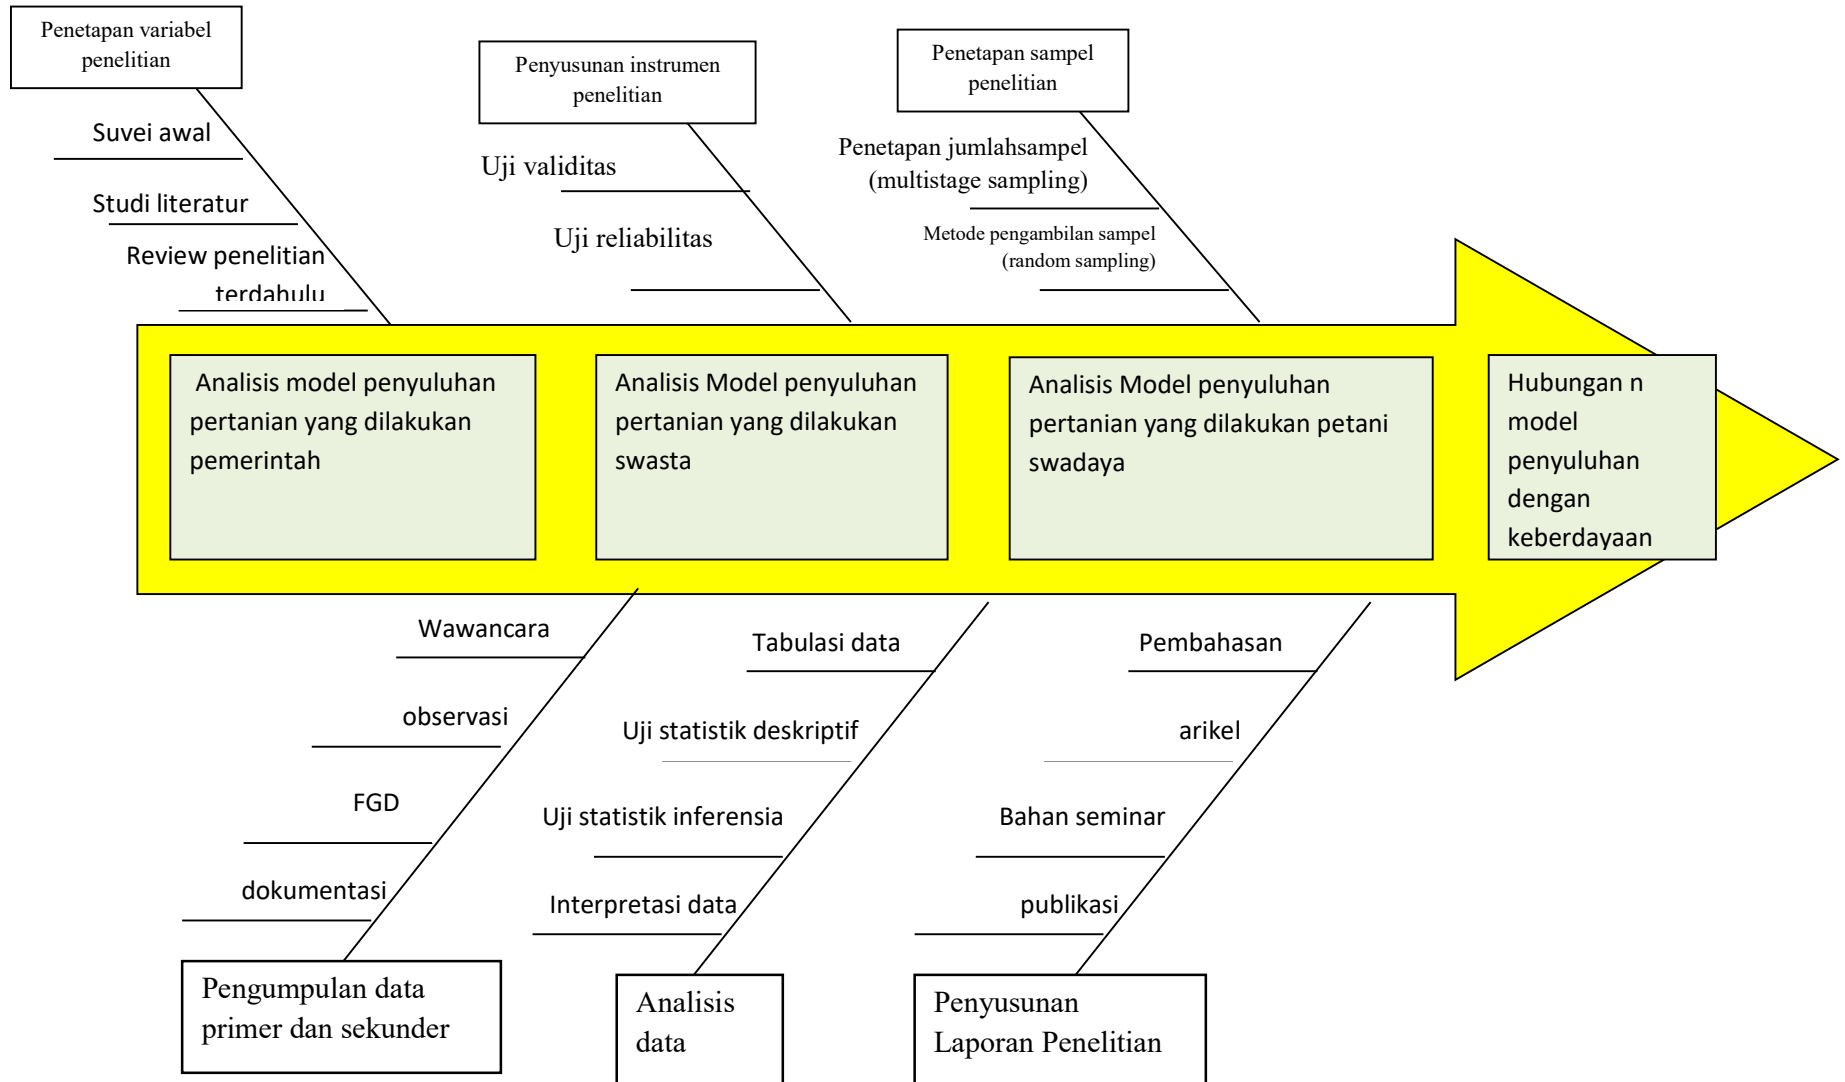 Penetapan variabel
penelitian
Penyusunan instrumen
penelitian
Penetapan sampel
penelitian
Suvei awal
Studi literatur
Review penelitian
terdahulu
Uji validitas
Uji reliabilitas
Penetapan jumlahsampel
(multistage sampling)
Metode pengambilan sampel
(random sampling)
Analisis model penyuluhan
pertanian yang dilakukan
pemerintah
Analisis Model penyuluhan
pertanian yang dilakukan
swasta
Analisis Model penyuluhan
pertanian yang dilakukan petani
swadaya
Hubungan n
model
penyuluhan
dengan
keberdayaan
Wawancara
observasi
FGD
dokumentasi
Tabulasi data
Uji statistik deskriptif
Uji statistik inferensia
Interpretasi data
Pembahasan
arikel
Bahan seminar
publikasi
Pengumpulan data
primer dan sekunder
Analisis
data
Penyusunan
Laporan Penelitian